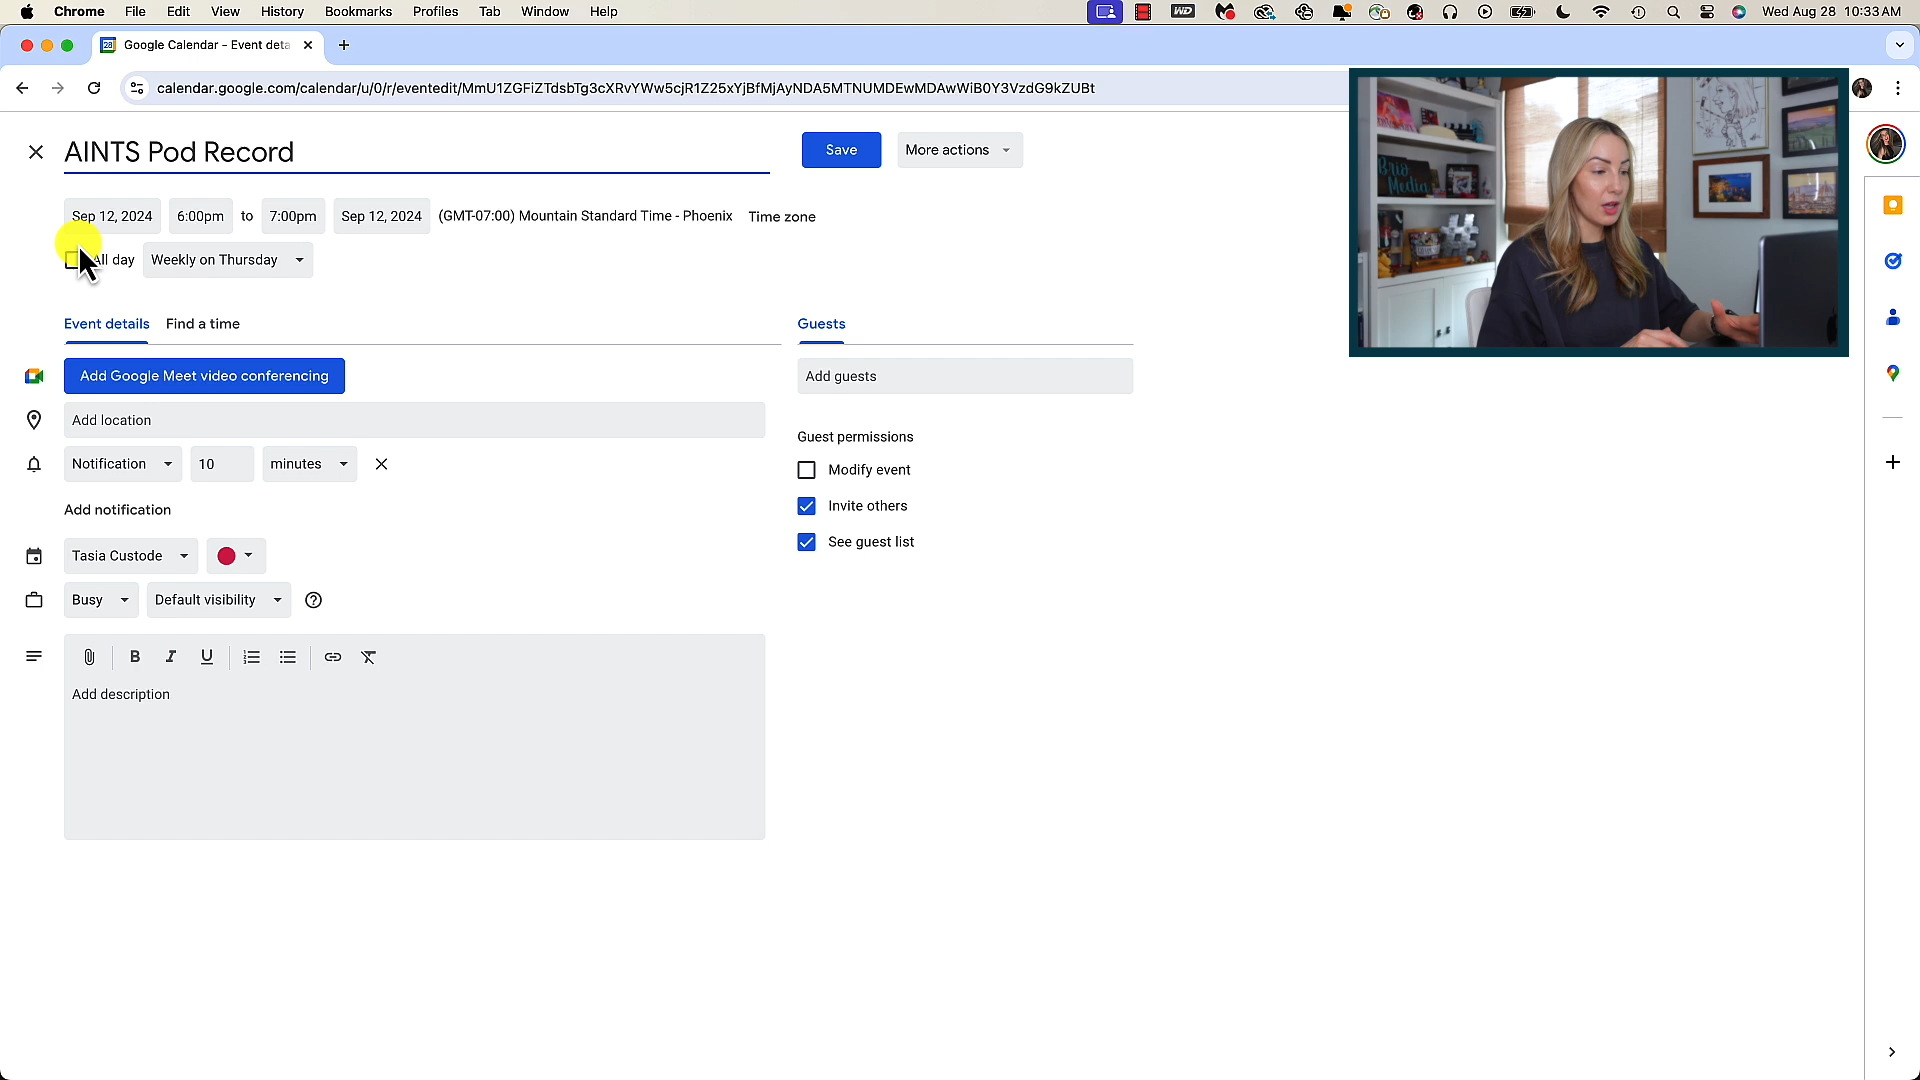 Chrome File Edit View History Bookmarks Profiles Tab Window Help WD Wed Aug 28 10:33 AM
28 Google Calendar - Event deta
calendar.google.com/calendar/u/0/r/eventedit/MmU1ZGFiZTdsbTg3cXRvYWw5cjR1Z25xYjBfMjAyNDA5MTNUMDEwMDAwWiB0Y3VzdG9kZUBt
AINTS Pod Record
Save More actions
Sep 12, 2024 6:00pm to 7:00pm Sep 12, 2024 (GMT-07:00) Mountain Standard Time - Phoenix Time zone
All day Weekly on Thursday
Event details Find a time Guests
Add Google Meet video conferencing Add guests
Add location
Guest permissions
Notification 10 minutes Modify event
Add notification Invite others
Tasia Custode See guest list
Busy Default visibility
B I U
Add description
Brio
Media